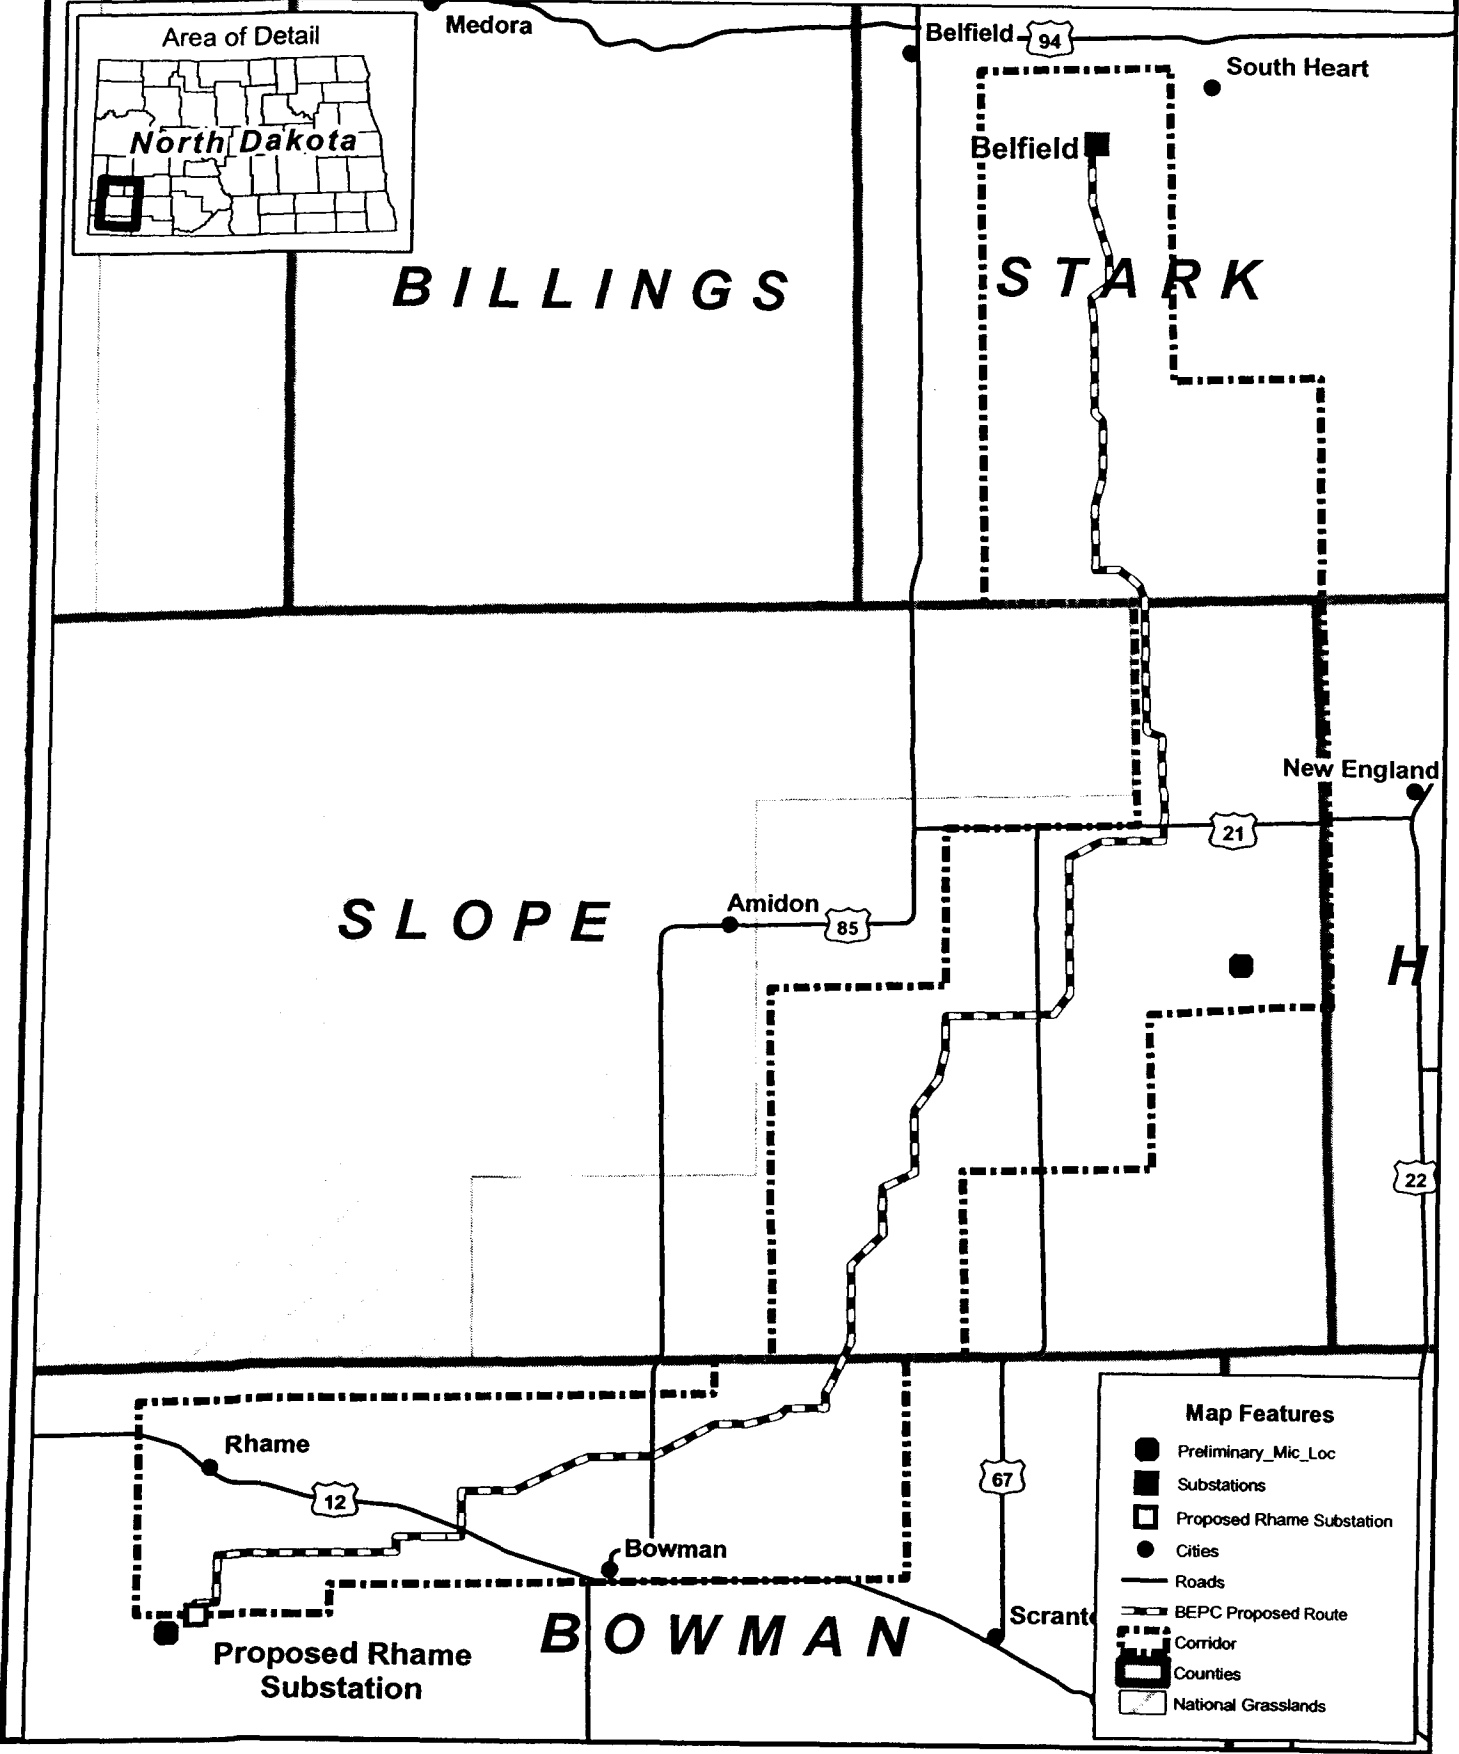 Area of Detail
North Dakota
Medora
Belfield
94
South Heart
Belfield
BILLINGS
STARK
New England
21
SLOPE
Amidon
85
H
22
Rhame
12
67
Bowman
Scrant
BOWMAN
Proposed Rhame
Substation
Map Features
Preliminary_Mic_Loc
Substations
Proposed Rhame Substation
Cities
Roads
BEPC Proposed Route
Corridor
Counties
National Grasslands